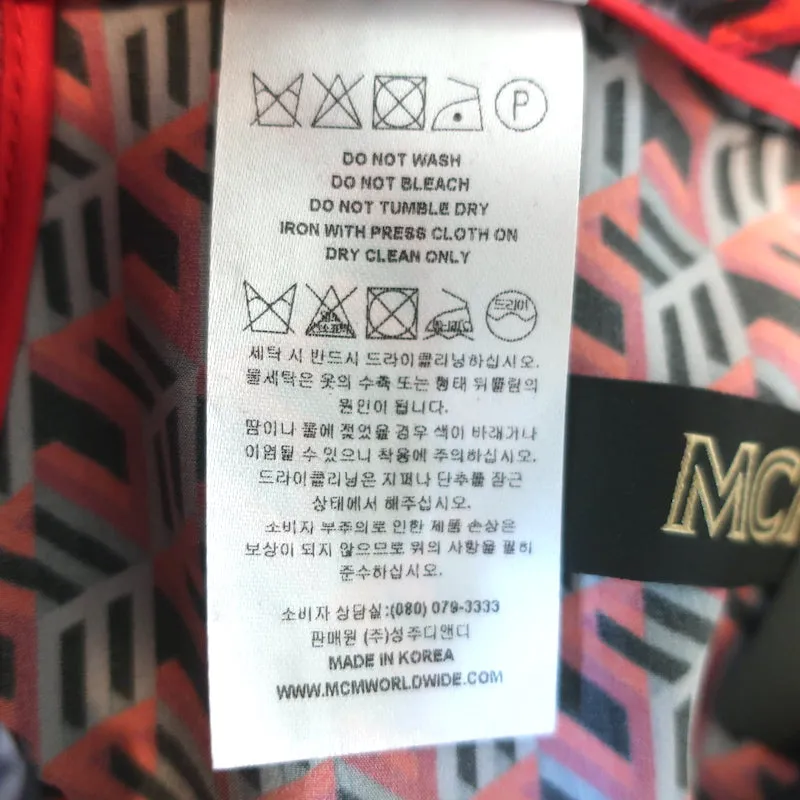 P
DO NOT WASH
DO NOT BLEACH
DO NOT TUMBLE DRY
IRON WITH PRESS CLOTH ON
DRY CLEAN ONLY
드라이
세탁 시 반드시 드라이클리닝하십시오.
물세탁은 옷의 수축 또는 형태 뒤틀림의
원인이 됩니다.
땀이나 물에 젖었을 경우 색이 바래거나
이염될 수 있으니 착용에 주의하십시오.
드라이클리닝은 지퍼나 단추를 잠근
상태에서 해주십시오.
소비자 부주의로 인한 제품 손상은
보상이 되지 않으므로 위의 사항을 필히
준수하십시오.
소비자 상담실:(080) 079-3333
판매원 (주)성주디앤디
MADE IN KOREA
WWW.MCMWORLDWIDE.COM
MCM